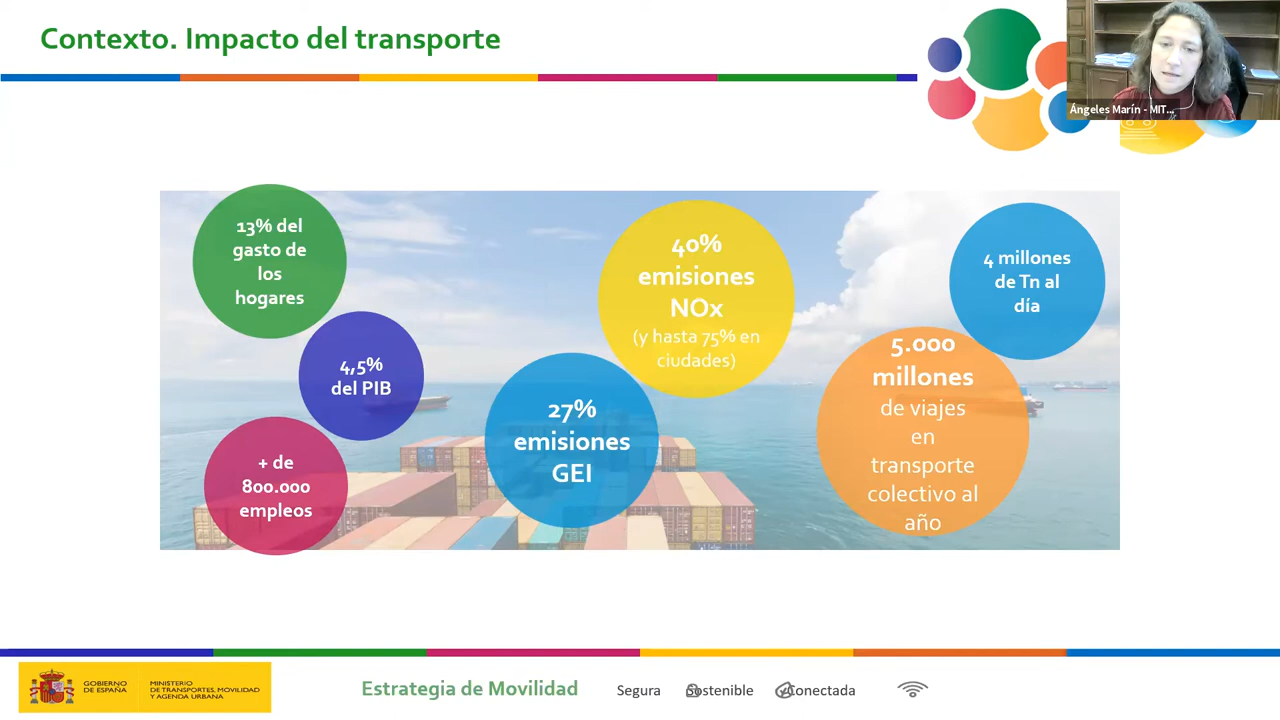 Contexto. Impacto del transporte
Ángeles Marín - MIT...
13% del
gasto de
los
hogares
4,5%
del PIB
+ de
800.000
empleos
27%
emisiones
GEI
40%
emisiones
NOx
(y hasta 75% en
ciudades)
4 millones
de Tn al
día
5.000
millones
de viajes
en
transporte
colectivo al
año
GOBIERNO
DE ESPAÑA
MINISTERIO
DE TRANSPORTES, MOVILIDAD
Y AGENDA URBANA
Estrategia de Movilidad
Segura Sostenible Conectada